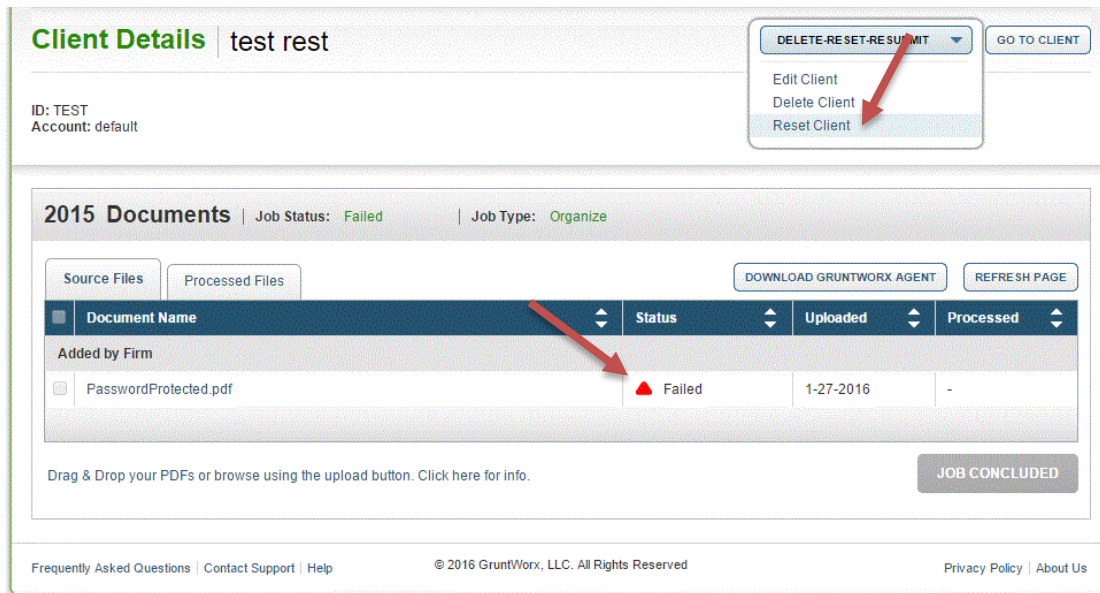 Client Details test rest
DELETE-RESET-RESUBMIT
GO TO CLIENT
Edit Client
Delete Client
Reset Client
ID: TEST
Account: default
2015 Documents | Job Status: Failed | Job Type: Organize
Source Files
Processed Files
DOWNLOAD GRUNTWORX AGENT
REFRESH PAGE
Document Name Status Uploaded Processed
Added by Firm
PasswordProtected.pdf Failed 1-27-2016 -
Drag & Drop your PDFs or browse using the upload button. Click here for info.
JOB CONCLUDED
Frequently Asked Questions | Contact Support | Help
© 2016 GruntWorx, LLC. All Rights Reserved
Privacy Policy | About Us